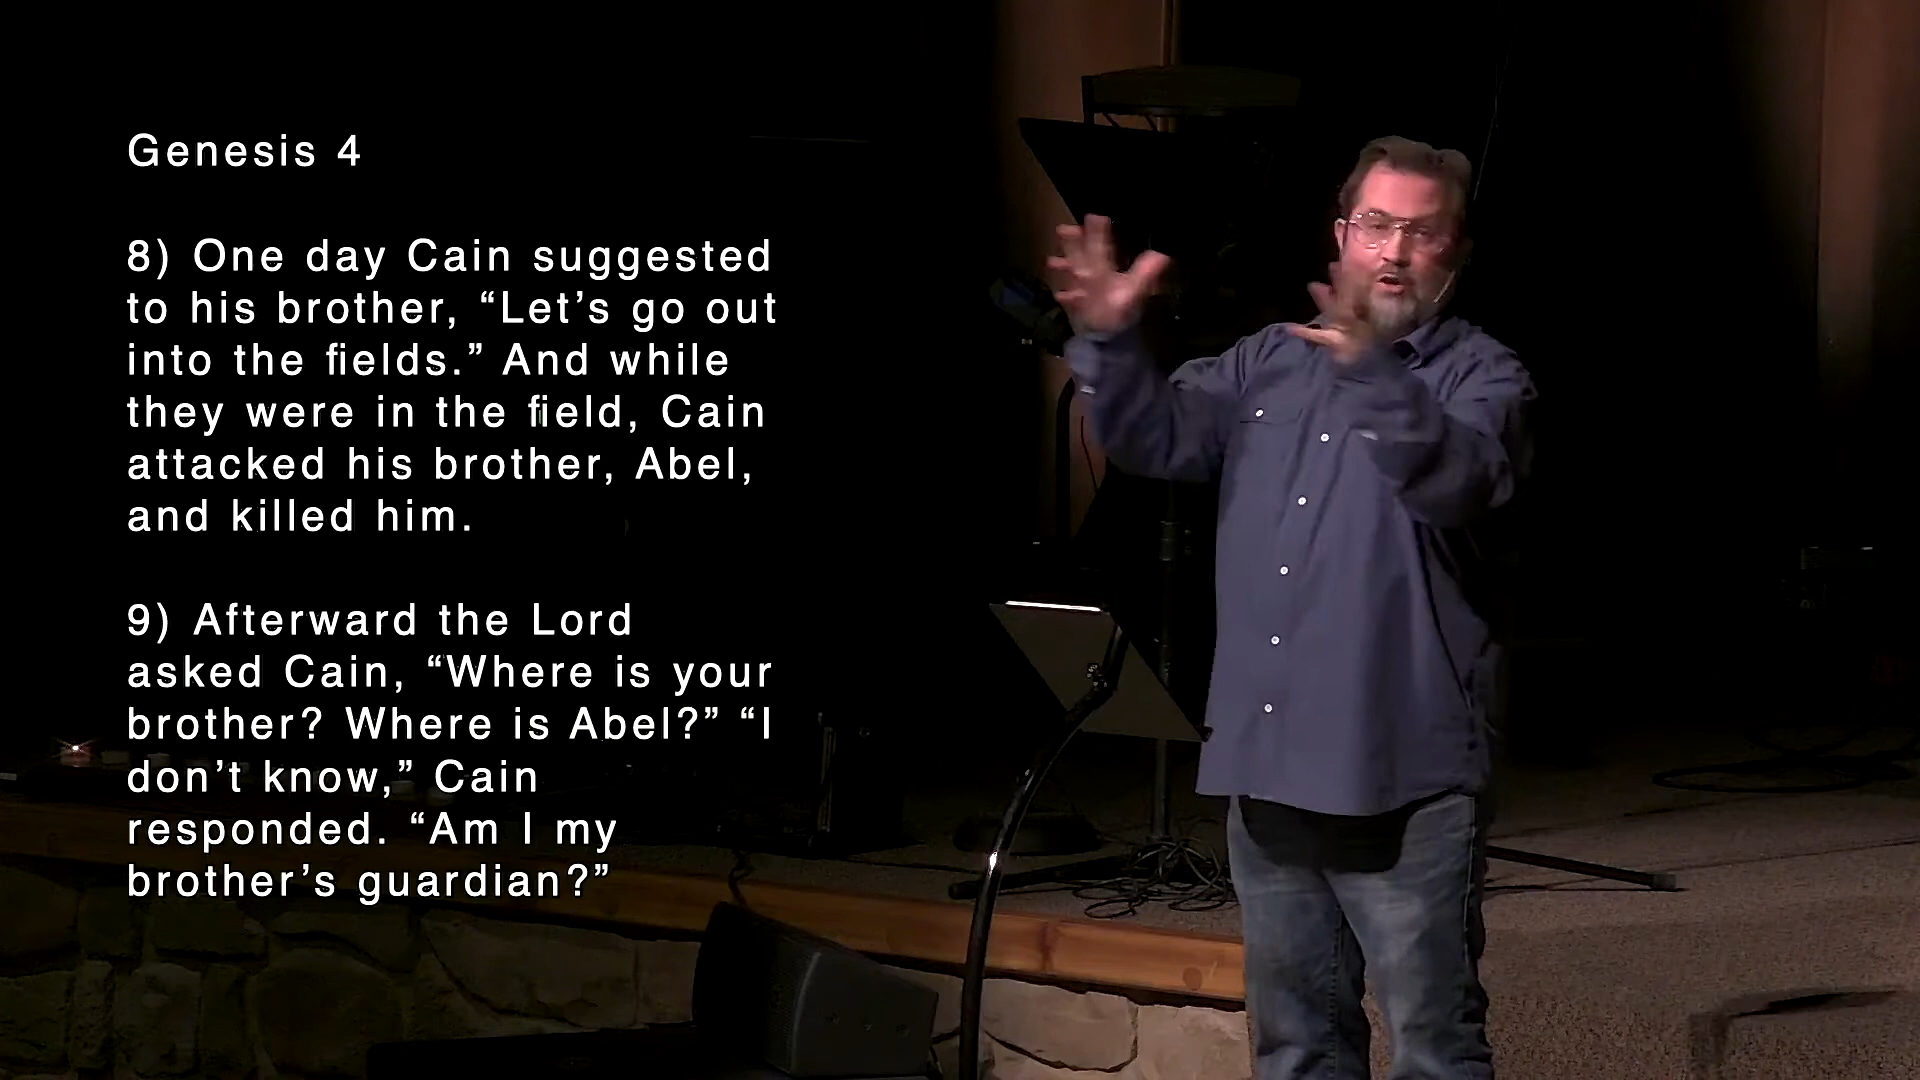 Genesis 4
8) One day Cain suggested
to his brother, “Let’s go out
into the fields.” And while
they were in the field, Cain
attacked his brother, Abel,
and killed him.
9) Afterward the Lord
asked Cain, “Where is your
brother? Where is Abel?” “I
don’t know,” Cain
responded. “Am I my
brother’s guardian?”